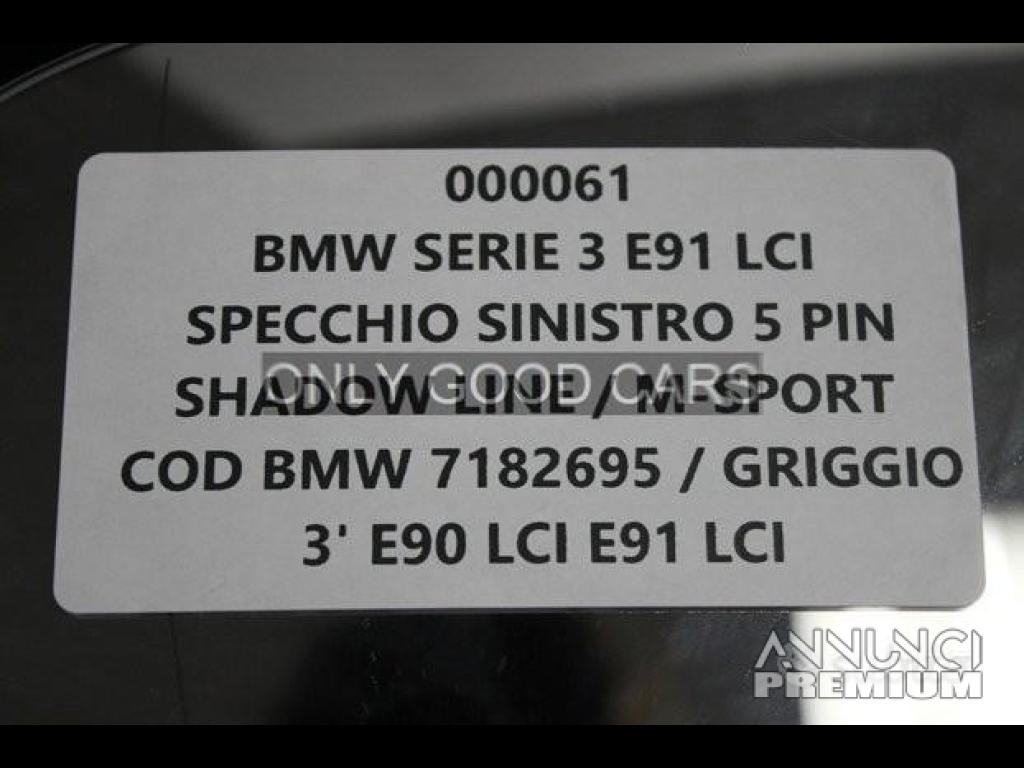 000061
BMW SERIE 3 E91 LCI
SPECCHIO SINISTRO 5 PIN
ONLY GOOD CARS
SHADOW LINE / M-SPORT
COD BMW 7182695 / GRIGGIO
3' E90 LCI E91 LCI
ANNUNCI
PREMIUM